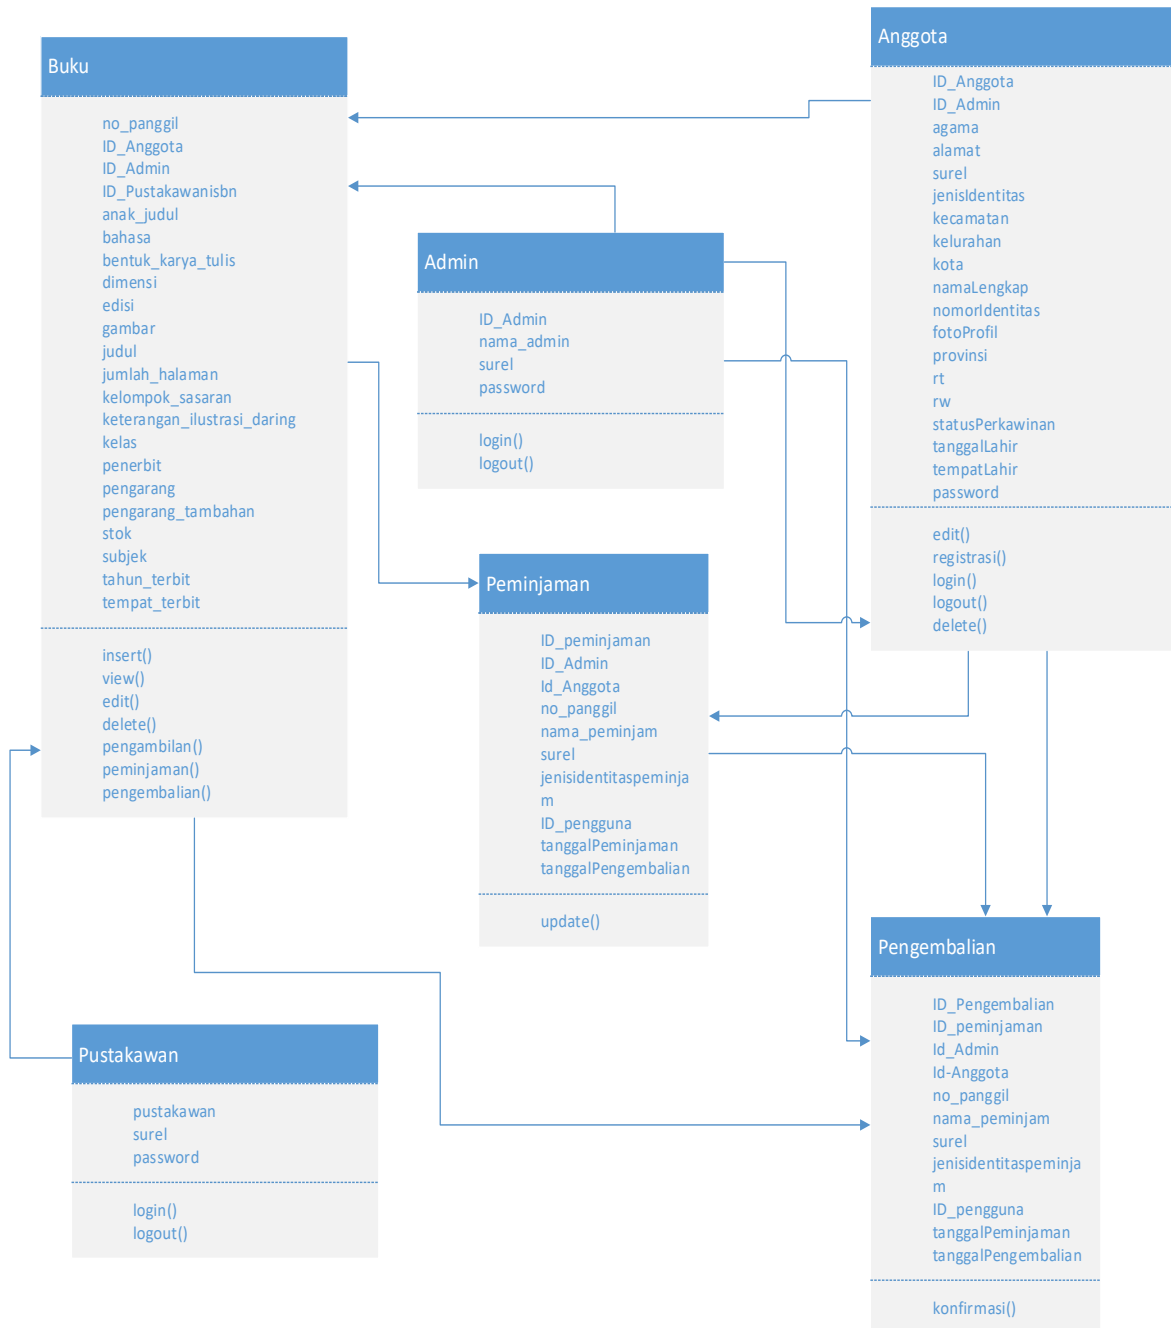 Buku
no_panggil
ID_Anggota
ID_Admin
ID_Pustakawanisbn
anak_judul
bahasa
bentuk_karya_tulis
dimensi
edisi
gambar
judul
jumlah_halaman
kelompok_sasaran
keterangan_ilustrasi_daring
kelas
penerbit
pengarang
pengarang_tambahan
stok
subjek
tahun_terbit
tempat_terbit
insert()
view()
edit()
delete()
pengambilan()
peminjaman()
pengembalian()
Anggota
ID_Anggota
ID_Admin
agama
alamat
surel
jenisIdentitas
kecamatan
kelurahan
kota
namaLengkap
nomorIdentitas
fotoProfil
provinsi
rt
rw
statusPerkawinan
tanggalLahir
tempatLahir
password
edit()
registrasi()
login()
logout()
delete()
Admin
ID_Admin
nama_admin
surel
password
login()
logout()
Peminjaman
ID_peminjaman
ID_Admin
Id_Anggota
no_panggil
nama_peminjam
surel
jenisidentitaspeminja
m
ID_pengguna
tanggalPeminjaman
tanggalPengembalian
update()
Pustakawan
pustakawan
surel
password
login()
logout()
Pengembalian
ID_Pengembalian
ID_peminjaman
Id_Admin
Id-Anggota
no_panggil
nama_peminjam
surel
jenisidentitaspeminja
m
ID_pengguna
tanggalPeminjaman
tanggalPengembalian
konfirmasi()